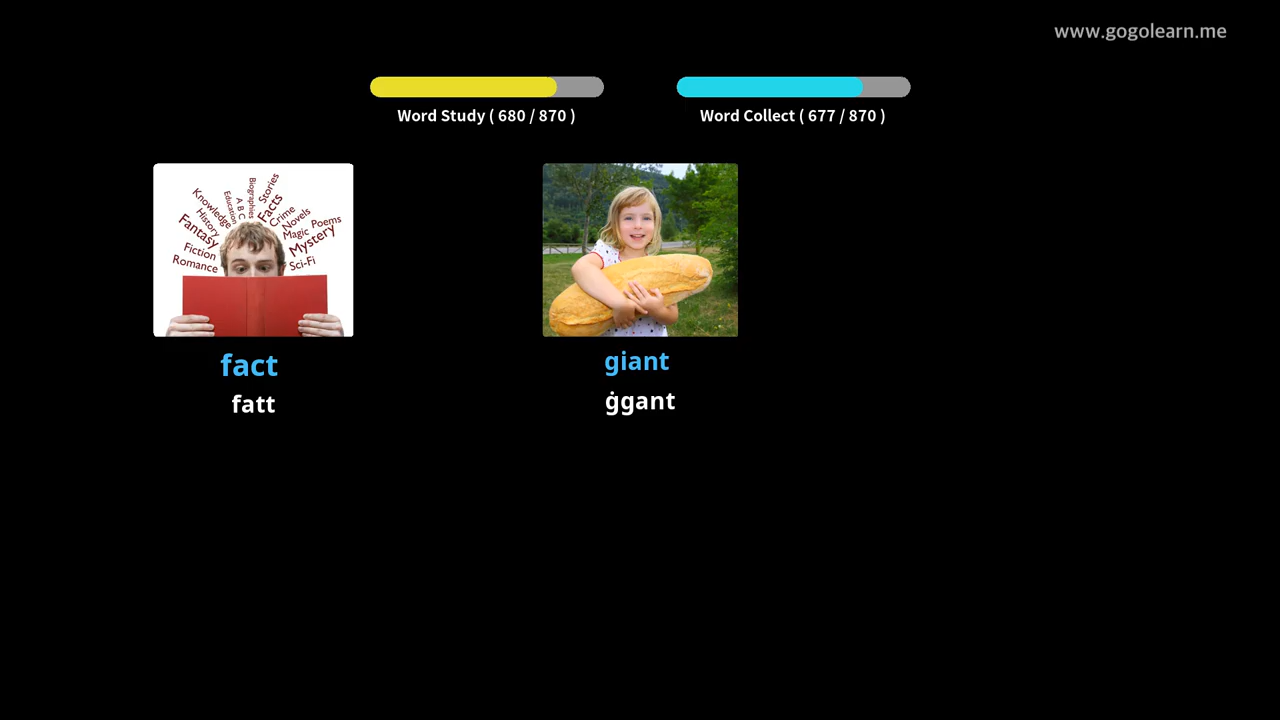 www.gogolearn.me
Word Study ( 680 / 870 )
Word Collect ( 677 / 870 )
Knowledge
History
Fantasy
Fiction
Romance
Education
A B C
Biographies
Stories
Facts
Crime
Novels
Magic
Poems
Mystery
Sci-Fi
fact
fatt
giant
ġgant